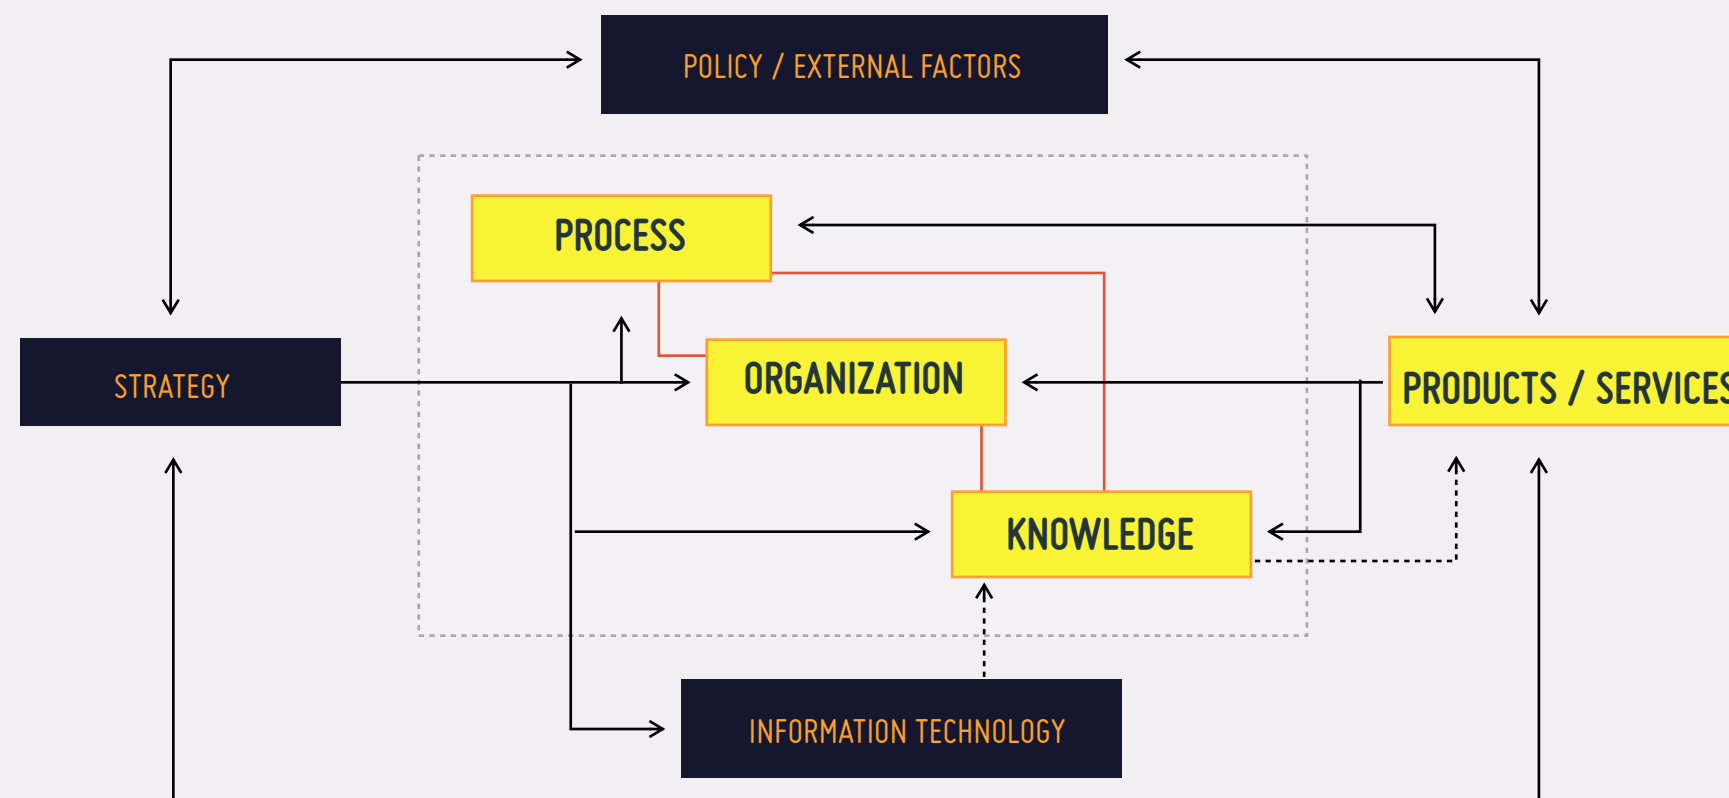 POLICY / EXTERNAL FACTORS
PROCESS
ORGANIZATION
STRATEGY
PRODUCTS / SERVICES
KNOWLEDGE
INFORMATION TECHNOLOGY